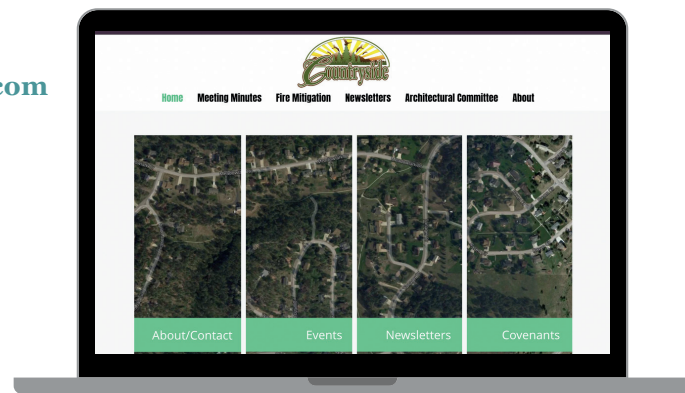 com
Countryside
Home Meeting Minutes Fire Mitigation Newsletters Architectural Committee About
About/Contact Events Newsletters Covenants